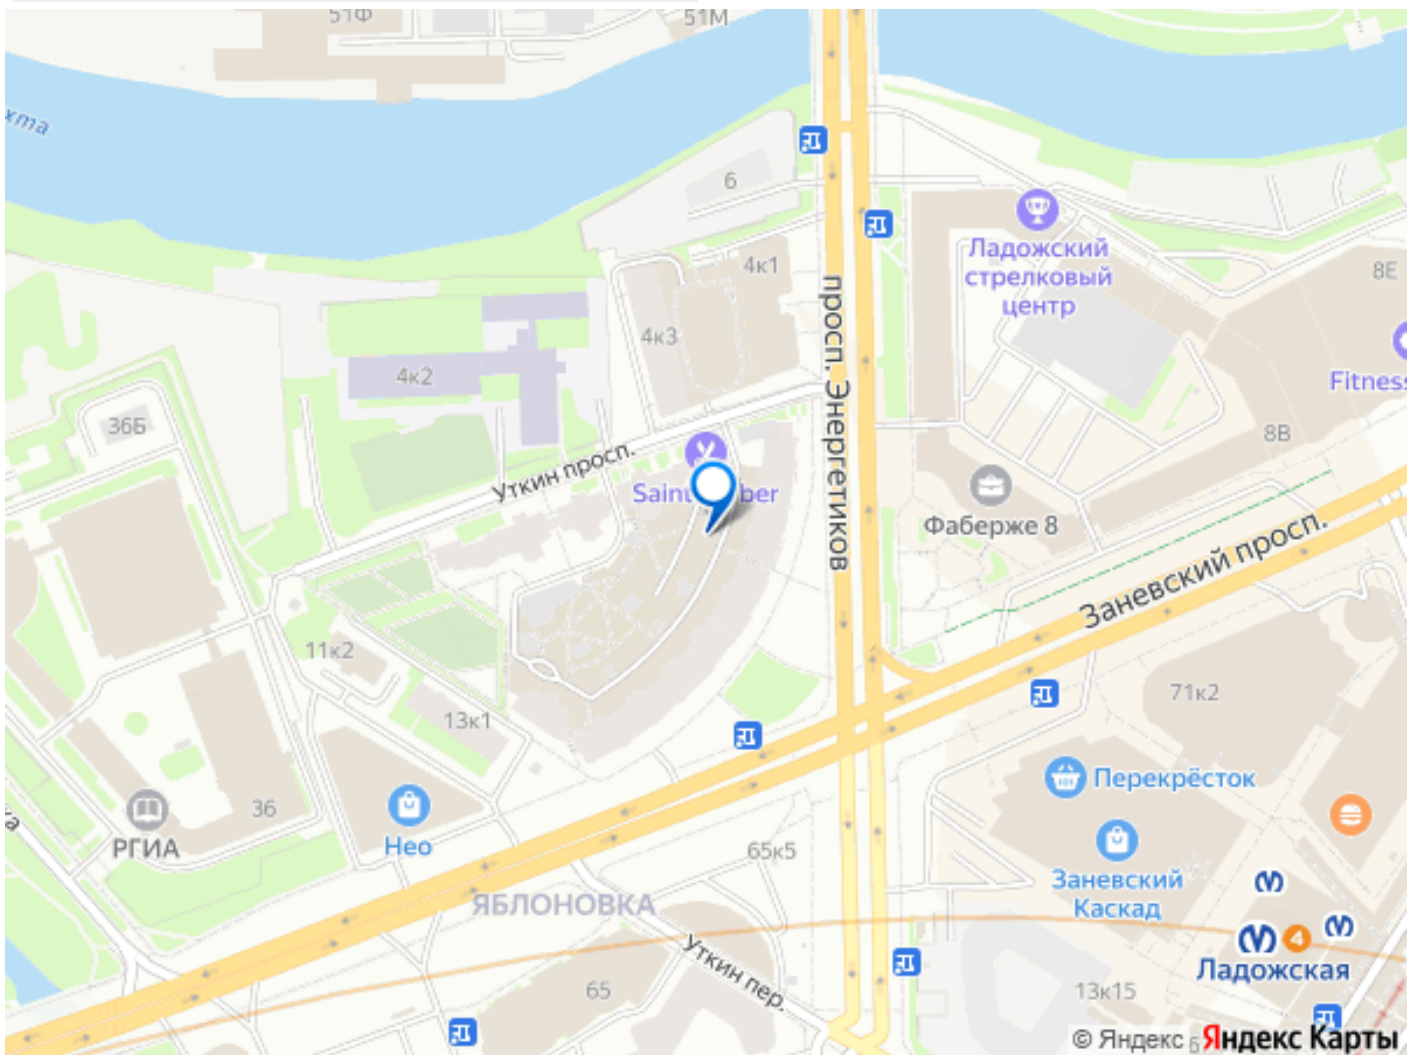 51Ф
51М
хта
6
4к1
8Е
Ладожский
стрелковый
центр
4к3
4к2
просп. Энергетиков
Fitness
36Б
8В
Уткин просп.
Фаберже 8
Заневский просп.
11к2
13к1
71к2
Перекрёсток
36
РГИА
Нео
65к5
Заневский
Каскад
ЯБЛОНОВКА
4
Ладожская
Уткин пер.
65
13к15
© Яндекс
Яндекс Карты